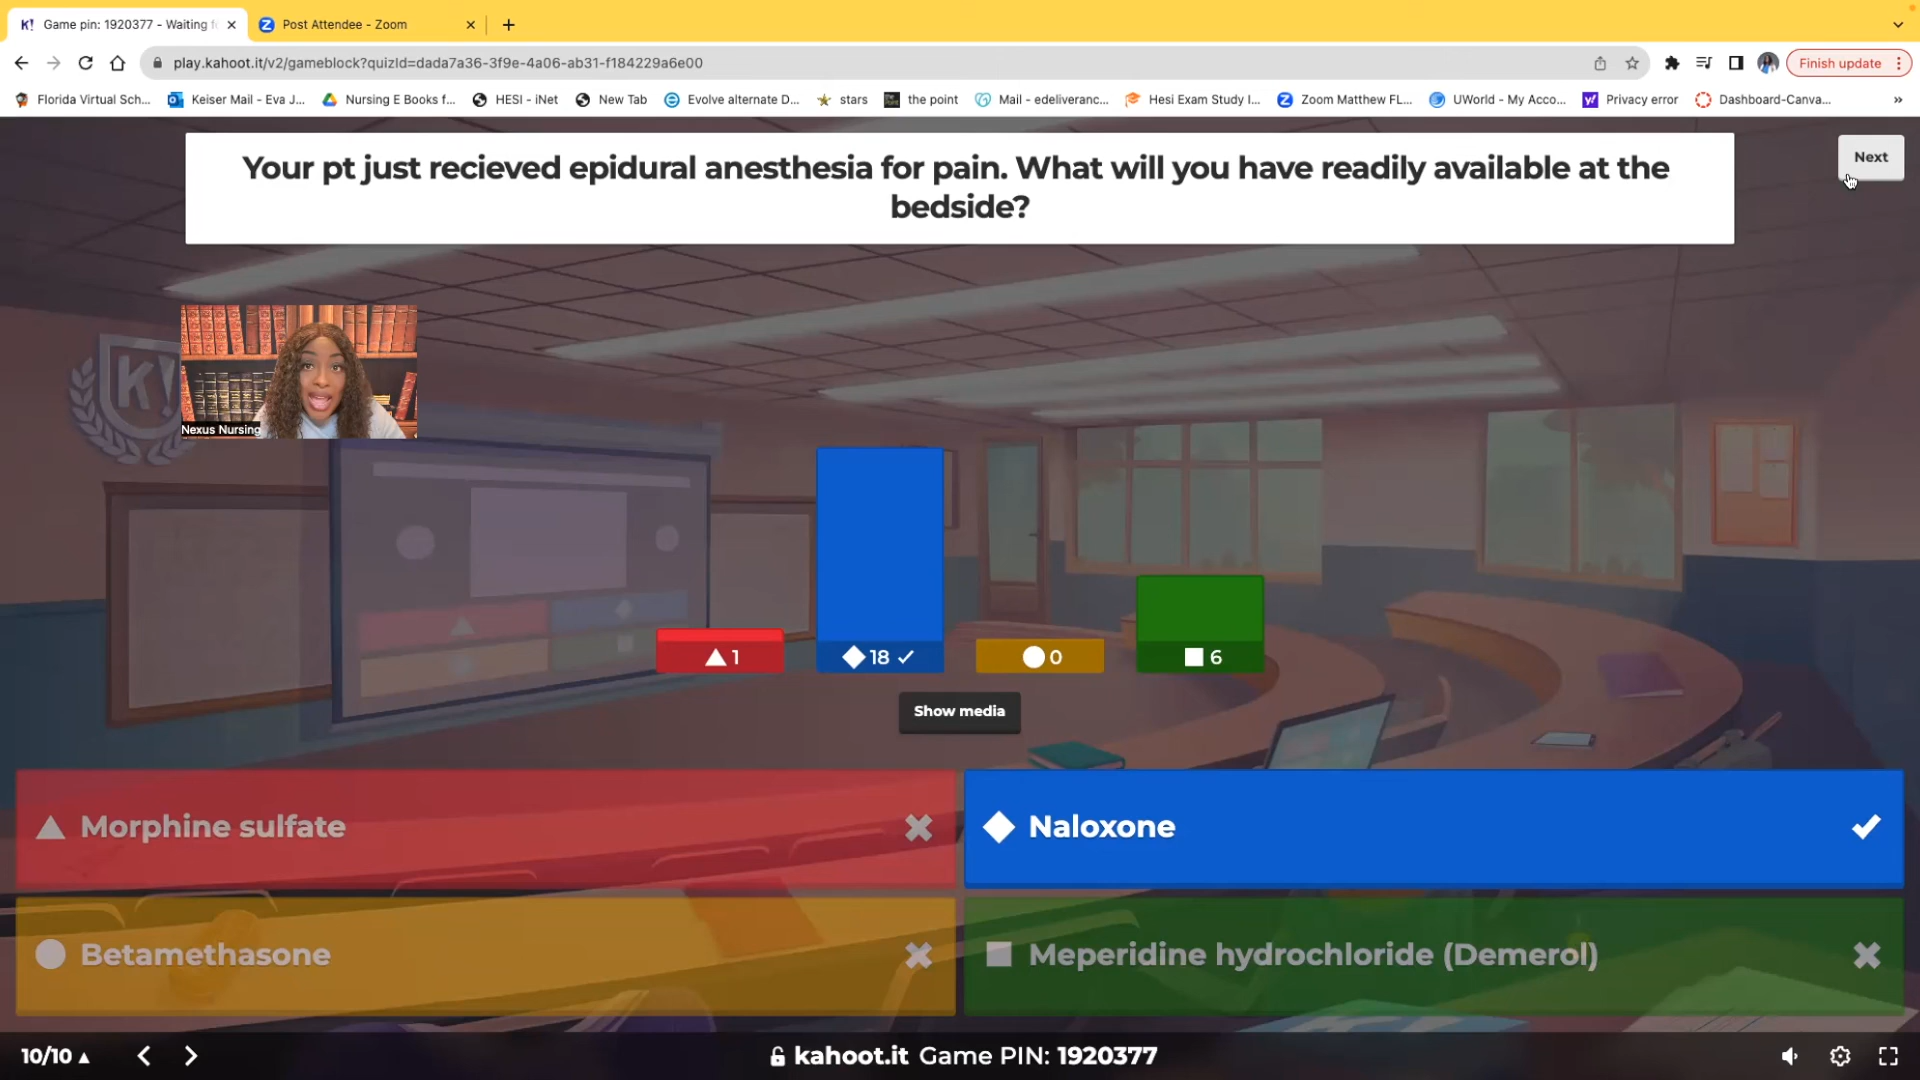 K! Game pin: 1920377 - Waiting f
Post Attendee - Zoom
play.kahoot.it/v2/gameblock?quizId=dada7a36-3f9e-4a06-ab31-f184229a6e00
Finish update
Florida Virtual Sch...
Keiser Mail - Eva J...
Nursing E Books f...
HESI - iNet
New Tab
Evolve alternate D...
stars
the point
Mail - edeliveranc...
Hesi Exam Study I...
Zoom Matthew FL...
UWorld - My Acco...
Privacy error
Dashboard-Canva...
»
Your pt just recieved epidural anesthesia for pain. What will you have readily available at the
bedside?
Next
K!
Nexus Nursing
1
18
0
6
Show media
Morphine sulfate
Naloxone
Betamethasone
Meperidine hydrochloride (Demerol)
10/10
kahoot.it Game PIN: 1920377